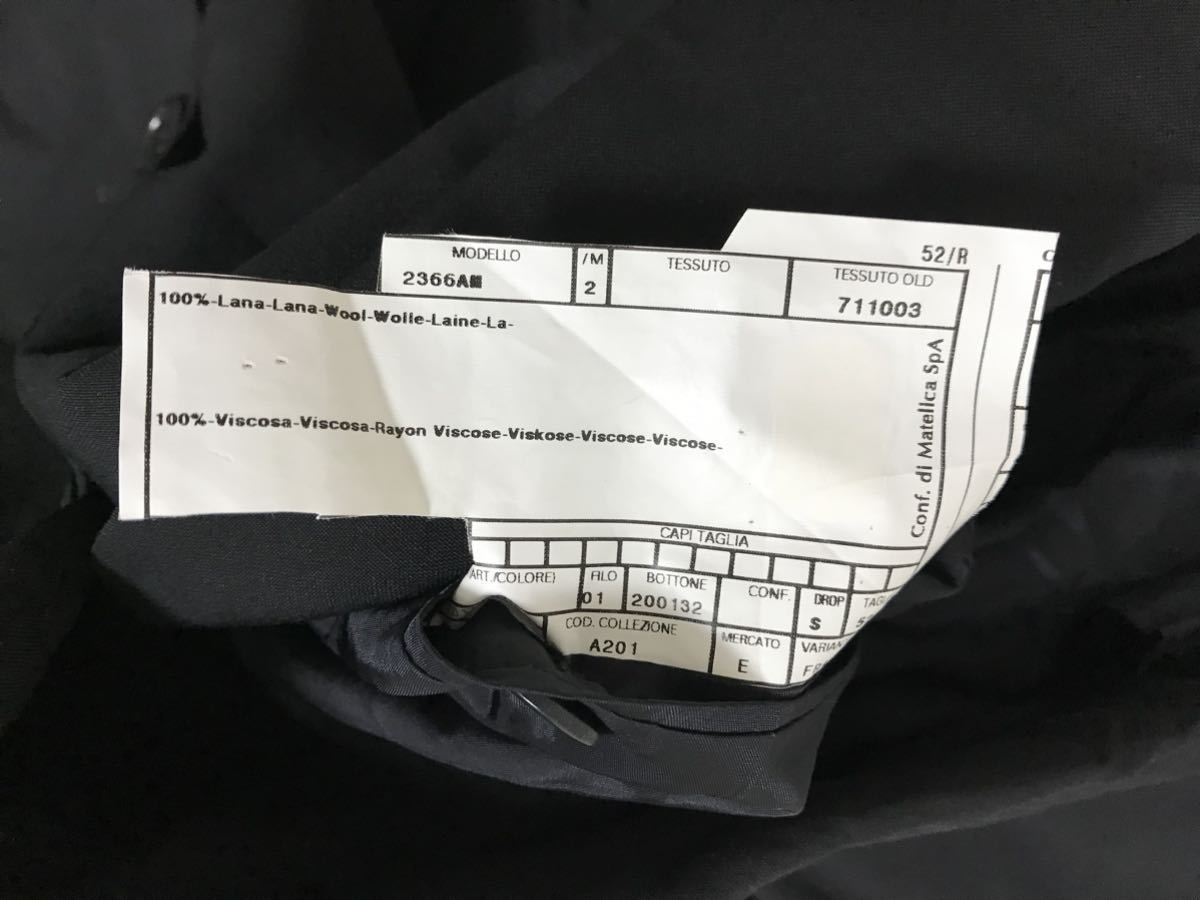 52/R
MODELLO /M TESSUTO TESSUTO OLD
2366AM 2 711003
100%-Lana-Lana-Wool-Wolle-Laine-La-
100%-Viscosa-Viscosa-Rayon Viscose-Viskose-Viscose-Viscose-
Conf. di Matelica SpA
CAPI TAGLIA
ART./COLORE) FILO BOTTONE CONF. DROP
01 200132 S
COD. COLLEZIONE MERCATO
A201 E